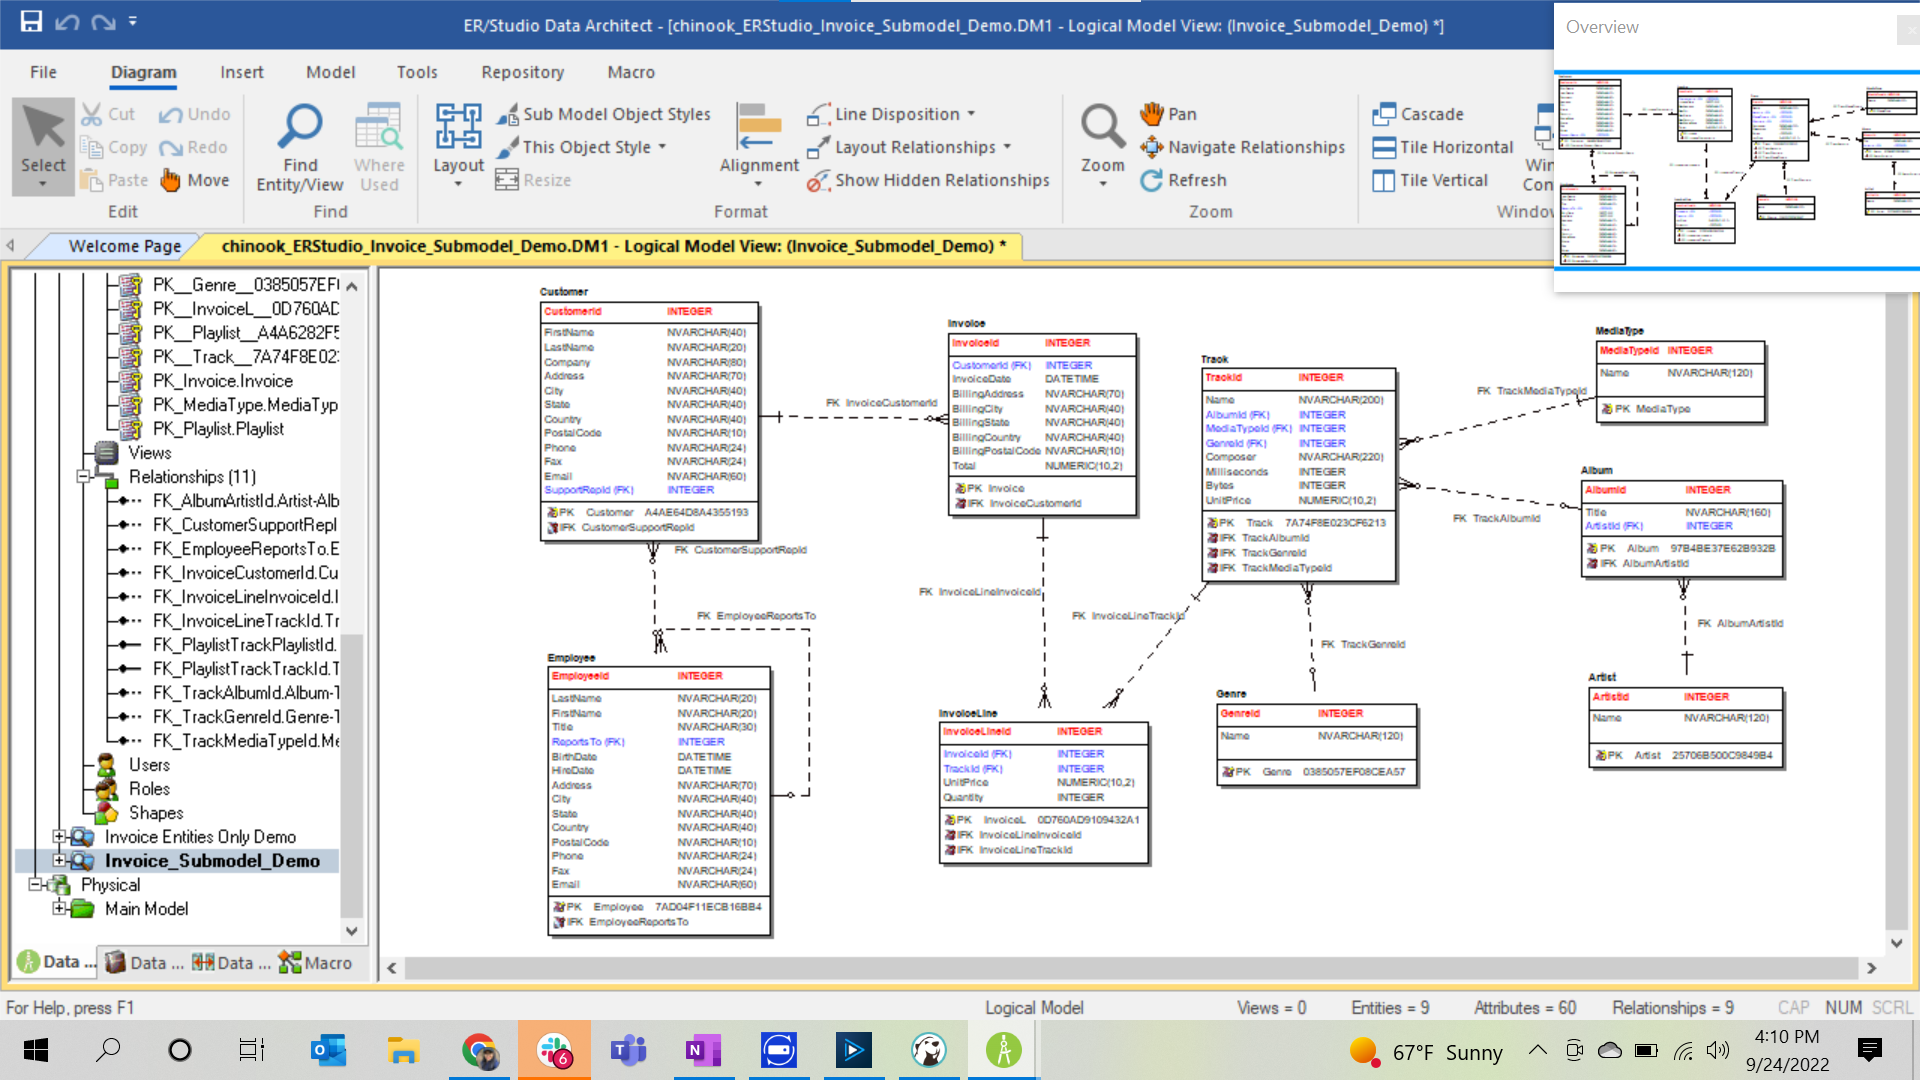 ER/Studio Data Architect - [chinook_ERStudio_Invoice_Submodel_Demo.DM1 - Logical Model View: (Invoice_Submodel_Demo) *]
Overview
File Diagram Insert Model Tools Repository Macro
Select
Cut
Copy
Paste
Undo
Redo
Move
Edit
Find Entity/View
Where Used
Find
Layout
Sub Model Object Styles
This Object Style
Resize
Alignment
Line Disposition
Layout Relationships
Show Hidden Relationships
Format
Zoom
Pan
Navigate Relationships
Refresh
Zoom
Cascade
Tile Horizontal
Tile Vertical
Win
Con
Window
Welcome Page
chinook_ERStudio_Invoice_Submodel_Demo.DM1 - Logical Model View: (Invoice_Submodel_Demo) *
PK__Genre__0385057EF
PK__InvoiceL__0D760AD
PK__Playlist__A4A6282F5
PK__Track__7A74F8E02
PK_Invoice.Invoice
PK_MediaType.MediaTyp
PK_Playlist.Playlist
Views
Relationships (11)
FK_AlbumArtistId.Artist-Alb
FK_CustomerSupportRepI
FK_EmployeeReportsTo.E
FK_InvoiceCustomerId.Cu
FK_InvoiceLineInvoiceId.I
FK_InvoiceLineTrackId.Tr
FK_PlaylistTrackPlaylistId.
FK_PlaylistTrackTrackId.T
FK_TrackAlbumId.Album-T
FK_TrackGenreId.Genre-T
FK_TrackMediaTypeId.Me
Users
Roles
Shapes
Invoice Entities Only Demo
Invoice_Submodel_Demo
Physical
Main Model
Data ... Data ... Data ... Macro
Customer
CustomerId INTEGER
FirstName NVARCHAR(40)
LastName NVARCHAR(20)
Company NVARCHAR(80)
Address NVARCHAR(70)
City NVARCHAR(40)
State NVARCHAR(40)
Country NVARCHAR(40)
PostalCode NVARCHAR(10)
Phone NVARCHAR(24)
Fax NVARCHAR(24)
Email NVARCHAR(60)
SupportRepId (FK) INTEGER
PK Customer A4AE64D8A4355193
IFK CustomerSupportRepId
FK CustomerSupportRepId
FK EmployeeReportsTo
Employee
EmployeeId INTEGER
LastName NVARCHAR(20)
FirstName NVARCHAR(20)
Title NVARCHAR(30)
ReportsTo (FK) INTEGER
BirthDate DATETIME
HireDate DATETIME
Address NVARCHAR(70)
City NVARCHAR(40)
State NVARCHAR(40)
Country NVARCHAR(40)
PostalCode NVARCHAR(10)
Phone NVARCHAR(24)
Fax NVARCHAR(24)
Email NVARCHAR(60)
PK Employee 7AD04F11ECB16BB4
IFK EmployeeReportsTo
FK InvoiceCustomerId
Invoice
InvoiceId INTEGER
CustomerId (FK) INTEGER
InvoiceDate DATETIME
BillingAddress NVARCHAR(70)
BillingCity NVARCHAR(40)
BillingState NVARCHAR(40)
BillingCountry NVARCHAR(40)
BillingPostalCode NVARCHAR(10)
Total NUMERIC(10,2)
PK Invoice
IFK InvoiceCustomerId
FK InvoiceLineInvoiceId
FK InvoiceLineTrackId
InvoiceLine
InvoiceLineId INTEGER
InvoiceId (FK) INTEGER
TrackId (FK) INTEGER
UnitPrice NUMERIC(10,2)
Quantity INTEGER
PK InvoiceL 0D760AD9109432A1
IFK InvoiceLineInvoiceId
IFK InvoiceLineTrackId
Track
TrackId INTEGER
Name NVARCHAR(200)
AlbumId (FK) INTEGER
MediaTypeId (FK) INTEGER
GenreId (FK) INTEGER
Composer NVARCHAR(220)
Milliseconds INTEGER
Bytes INTEGER
UnitPrice NUMERIC(10,2)
PK Track 7A74F8E023CF6213
IFK TrackAlbumId
IFK TrackGenreId
IFK TrackMediaTypeId
FK TrackGenreId
Genre
GenreId INTEGER
Name NVARCHAR(120)
PK Genre 0385057EF08CEA57
FK TrackMediaTypeId
MediaType
MediaTypeId INTEGER
Name NVARCHAR(120)
PK MediaType
FK TrackAlbumId
Album
AlbumId INTEGER
Title NVARCHAR(160)
ArtistId (FK) INTEGER
PK Album 97B4BE37E62B932B
IFK AlbumArtistId
FK AlbumArtistId
Artist
ArtistId INTEGER
Name NVARCHAR(120)
PK Artist 25706B500C9849B4
For Help, press F1
Logical Model
Views = 0
Entities = 9
Attributes = 60
Relationships = 9
CAP NUM SCRL
6
67°F Sunny
4:10 PM
9/24/2022